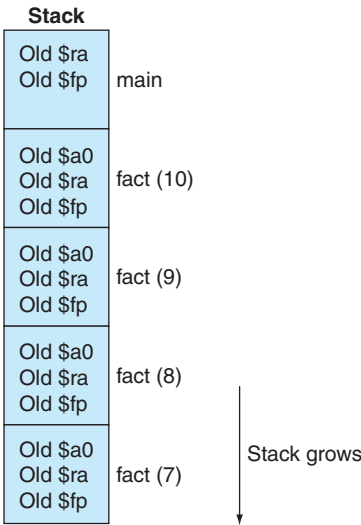 Stack
Old $ra
Old $fp
main
Old $a0
Old $ra
Old $fp
fact (10)
Old $a0
Old $ra
Old $fp
fact (9)
Old $a0
Old $ra
Old $fp
fact (8)
Old $a0
Old $ra
Old $fp
fact (7)
Stack grows